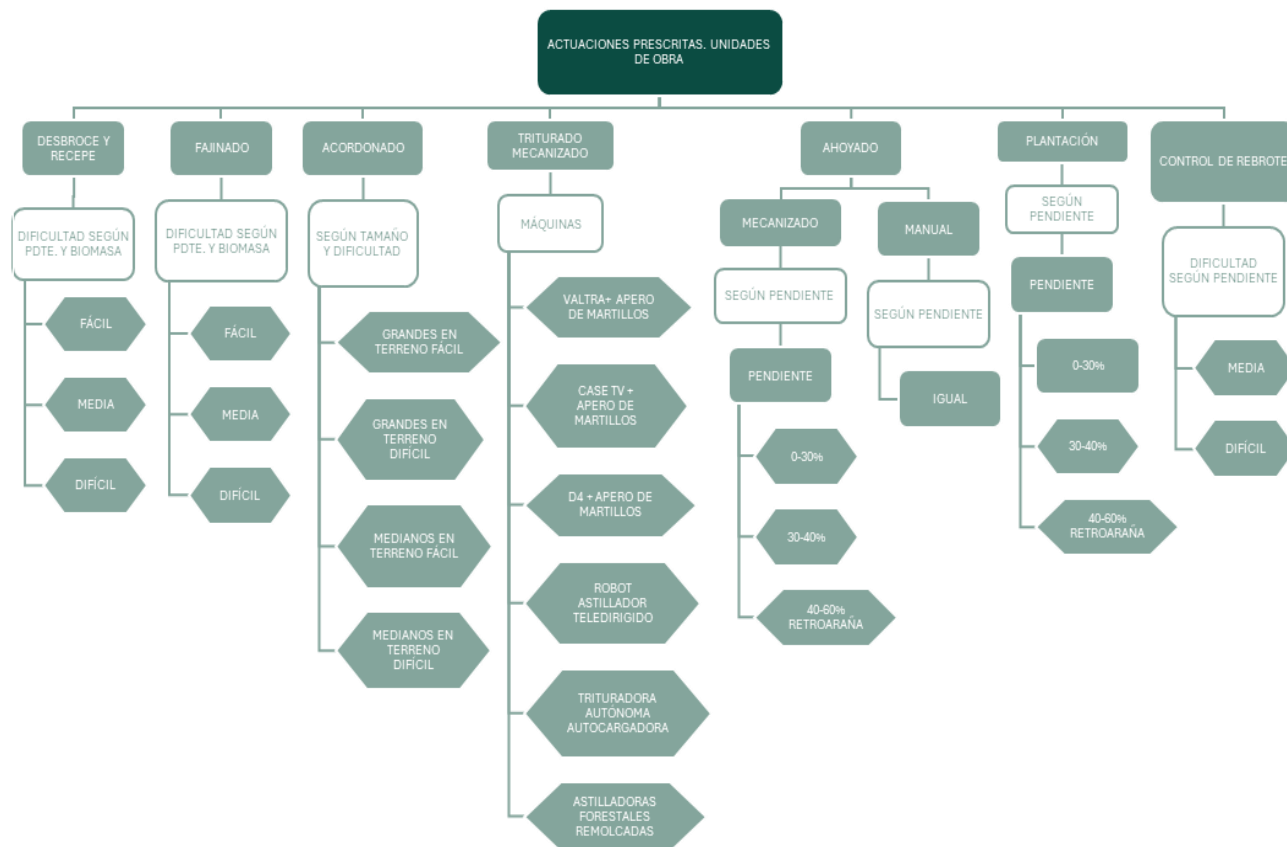 ACTUACIONES PRESCRITAS. UNIDADES
DE OBRA
DESBROCE Y
RECEPE
DIFICULTAD SEGÚN
PDTE. Y BIOMASA
FÁCIL
MEDIA
DIFÍCIL
FAJINADO
DIFICULTAD SEGÚN
PDTE. Y BIOMASA
FÁCIL
MEDIA
DIFÍCIL
ACORDONADO
SEGÚN TAMAÑO
Y DIFICULTAD
GRANDES EN
TERRENO FÁCIL
GRANDES EN
TERRENO
DIFÍCIL
MEDIANOS EN
TERRENO FÁCIL
MEDIANOS EN
TERRENO
DIFÍCIL
TRITURADO
MECANIZADO
MÁQUINAS
VALTRA+ APERO
DE MARTILLOS
CASE TV +
APERO DE
MARTILLOS
D4 + APERO DE
MARTILLOS
ROBOT
ASTILLADOR
TELEDIRIGIDO
TRITURADORA
AUTÓNOMA
AUTOCARGADORA
ASTILLADORAS
FORESTALES
REMOLCADAS
AHOYADO
MECANIZADO
SEGÚN PENDIENTE
PENDIENTE
0-30%
30-40%
40-60%
RETROARAÑA
MANUAL
SEGÚN PENDIENTE
IGUAL
PLANTACIÓN
SEGÚN
PENDIENTE
PENDIENTE
0-30%
30-40%
40-60%
RETROARAÑA
CONTROL DE REBROTE
DIFICULTAD
SEGÚN PENDIENTE
MEDIA
DIFÍCIL